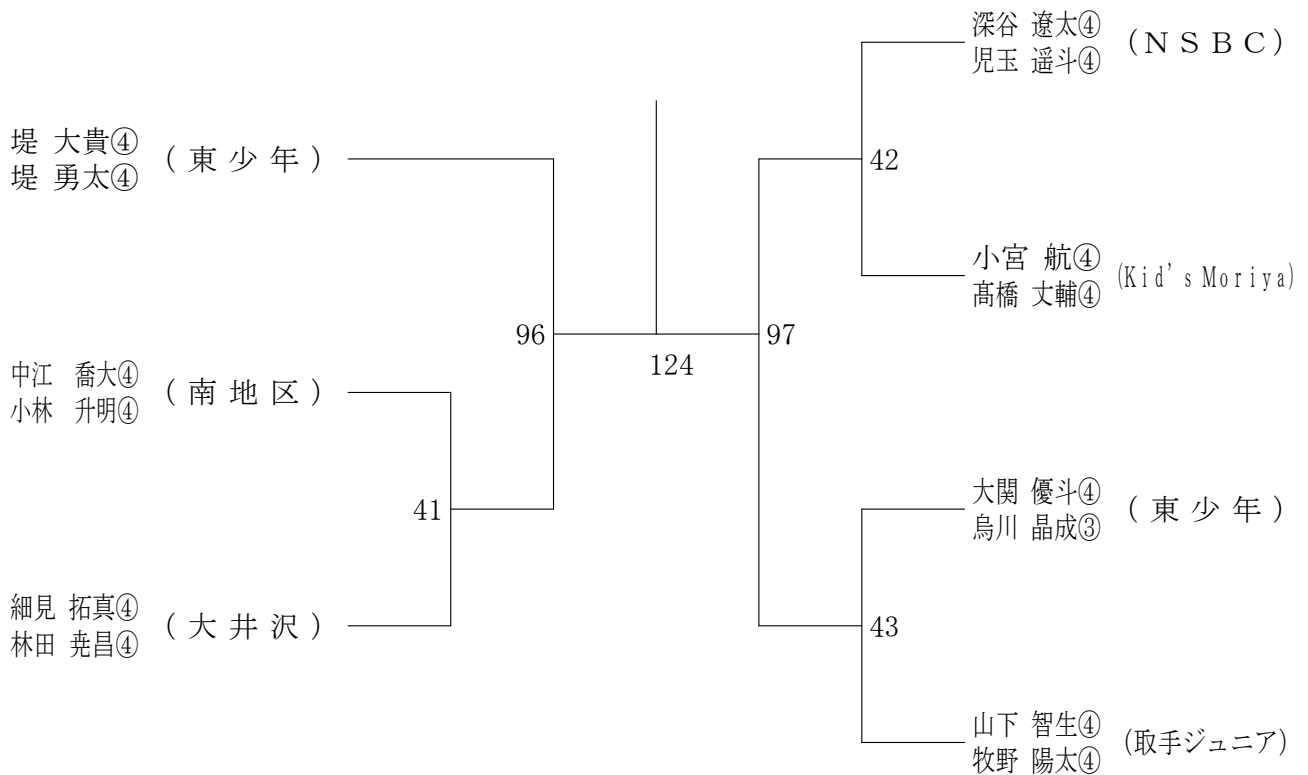 堤 大貴④
堤 勇太④
(東少年)
中江 喬大④
小林 升明④
(南地区)
細見 拓真④
林田 尭昌④
(大井沢)
41
96
124
97
42
43
深谷 遼太④
児玉 遥斗④
(NSBC)
小宮 航④
髙橋 丈輔④
(Kid's Moriya)
大関 優斗④
烏川 晶成③
(東少年)
山下 智生④
牧野 陽太④
(取手ジュニア)